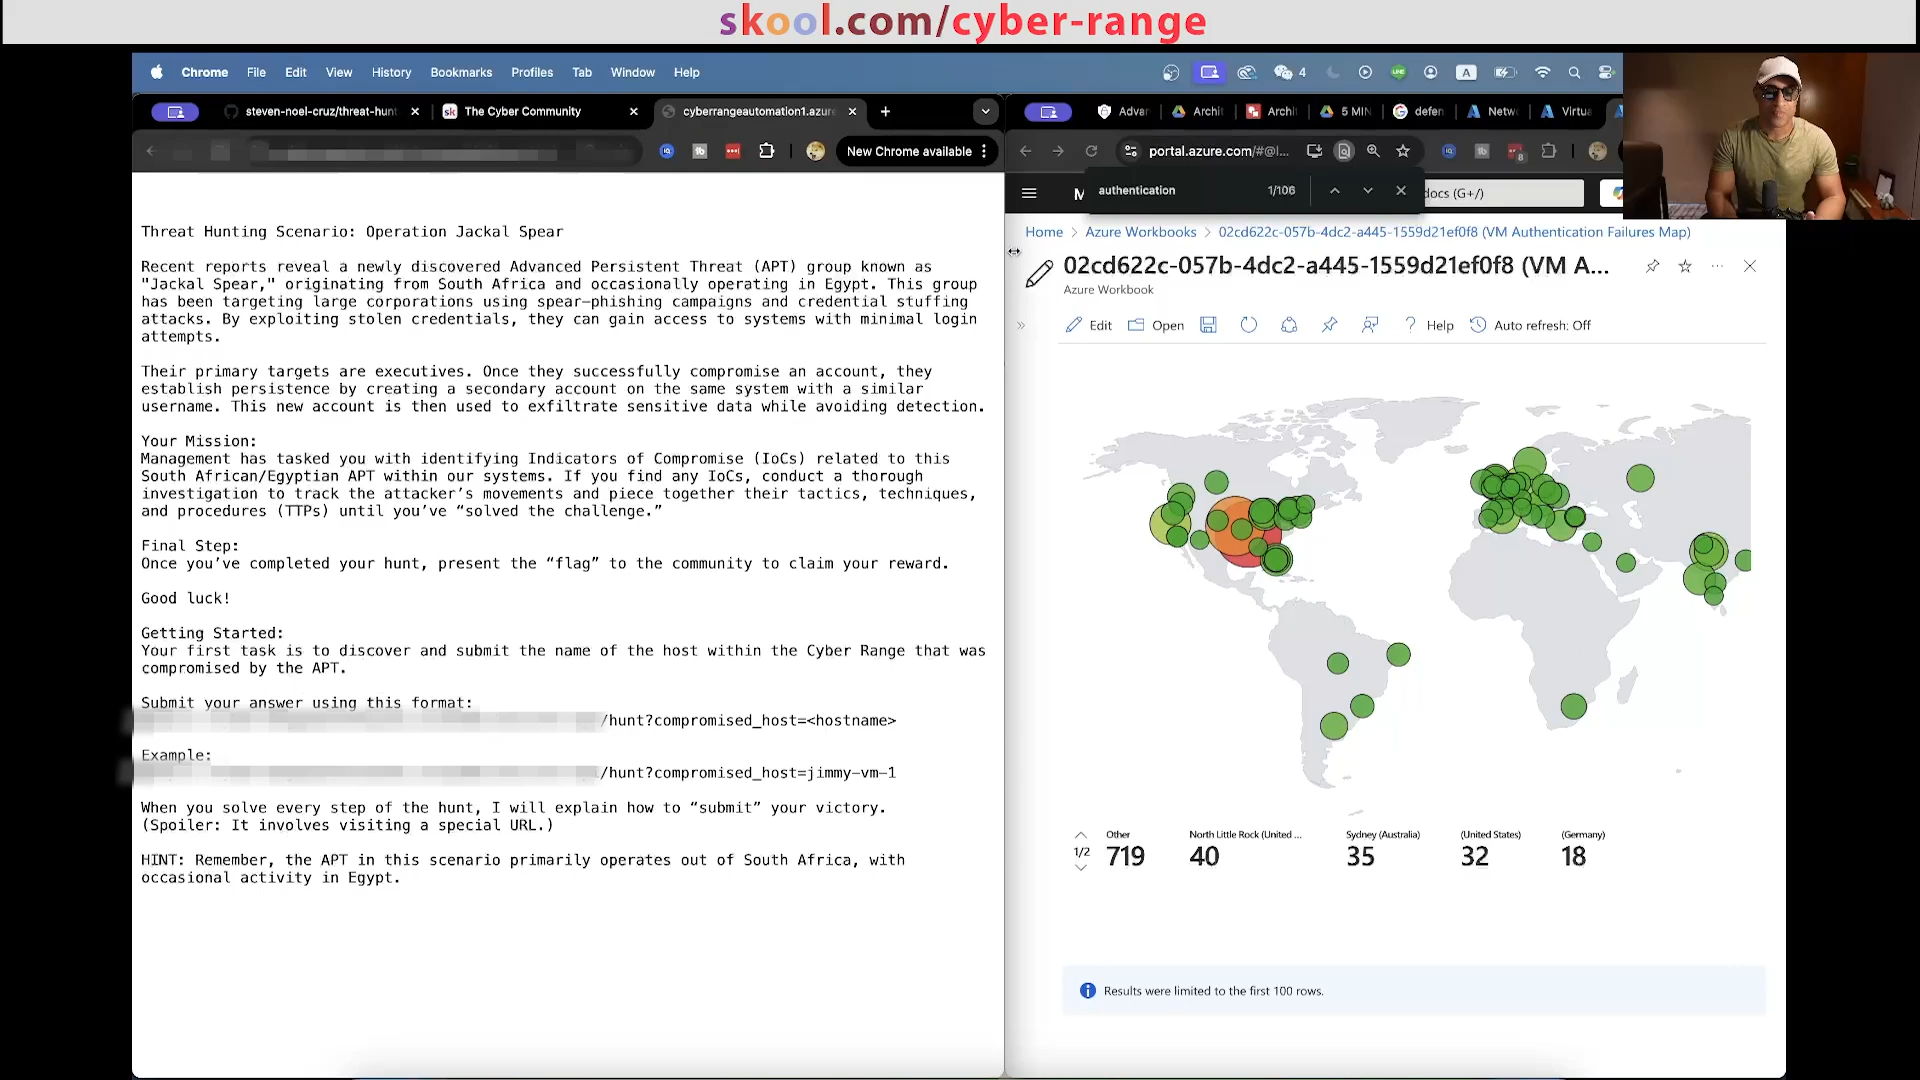 skool.com/cyber-range
Chrome File Edit View History Bookmarks Profiles Tab Window Help
4
A
steven-noel-cruz/threat-hunt
The Cyber Community
cyberrangeautomation1.azure
Adva
Archit
Archi
5 MIN
defen
Netwo
Virtua
New Chrome available
portal.azure.com/#@l...
8
authentication
1/106
docs (G+/)
Threat Hunting Scenario: Operation Jackal Spear
Recent reports reveal a newly discovered Advanced Persistent Threat (APT) group known as
"Jackal Spear," originating from South Africa and occasionally operating in Egypt. This group
has been targeting large corporations using spear-phishing campaigns and credential stuffing
attacks. By exploiting stolen credentials, they can gain access to systems with minimal login
attempts.
Their primary targets are executives. Once they successfully compromise an account, they
establish persistence by creating a secondary account on the same system with a similar
username. This new account is then used to exfiltrate sensitive data while avoiding detection.
Your Mission:
Management has tasked you with identifying Indicators of Compromise (IoCs) related to this
South African/Egyptian APT within our systems. If you find any IoCs, conduct a thorough
investigation to track the attacker's movements and piece together their tactics, techniques,
and procedures (TTPs) until you've “solved the challenge.”
Final Step:
Once you've completed your hunt, present the “flag” to the community to claim your reward.
Good luck!
Getting Started:
Your first task is to discover and submit the name of the host within the Cyber Range that was
compromised by the APT.
Submit your answer using this format:
/hunt?compromised_host=<hostname>
Example:
/hunt?compromised_host=jimmy-vm-1
When you solve every step of the hunt, I will explain how to “submit” your victory.
(Spoiler: It involves visiting a special URL.)
HINT: Remember, the APT in this scenario primarily operates out of South Africa, with
occasional activity in Egypt.
Home > Azure Workbooks > 02cd622c-057b-4dc2-a445-1559d21ef0f8 (VM Authentication Failures Map)
02cd622c-057b-4dc2-a445-1559d21ef0f8 (VM A...
Azure Workbook
Edit Open Help Auto refresh: Off
1/2
Other
719
North Little Rock (United ...
40
Sydney (Australia)
35
(United States)
32
(Germany)
18
Results were limited to the first 100 rows.